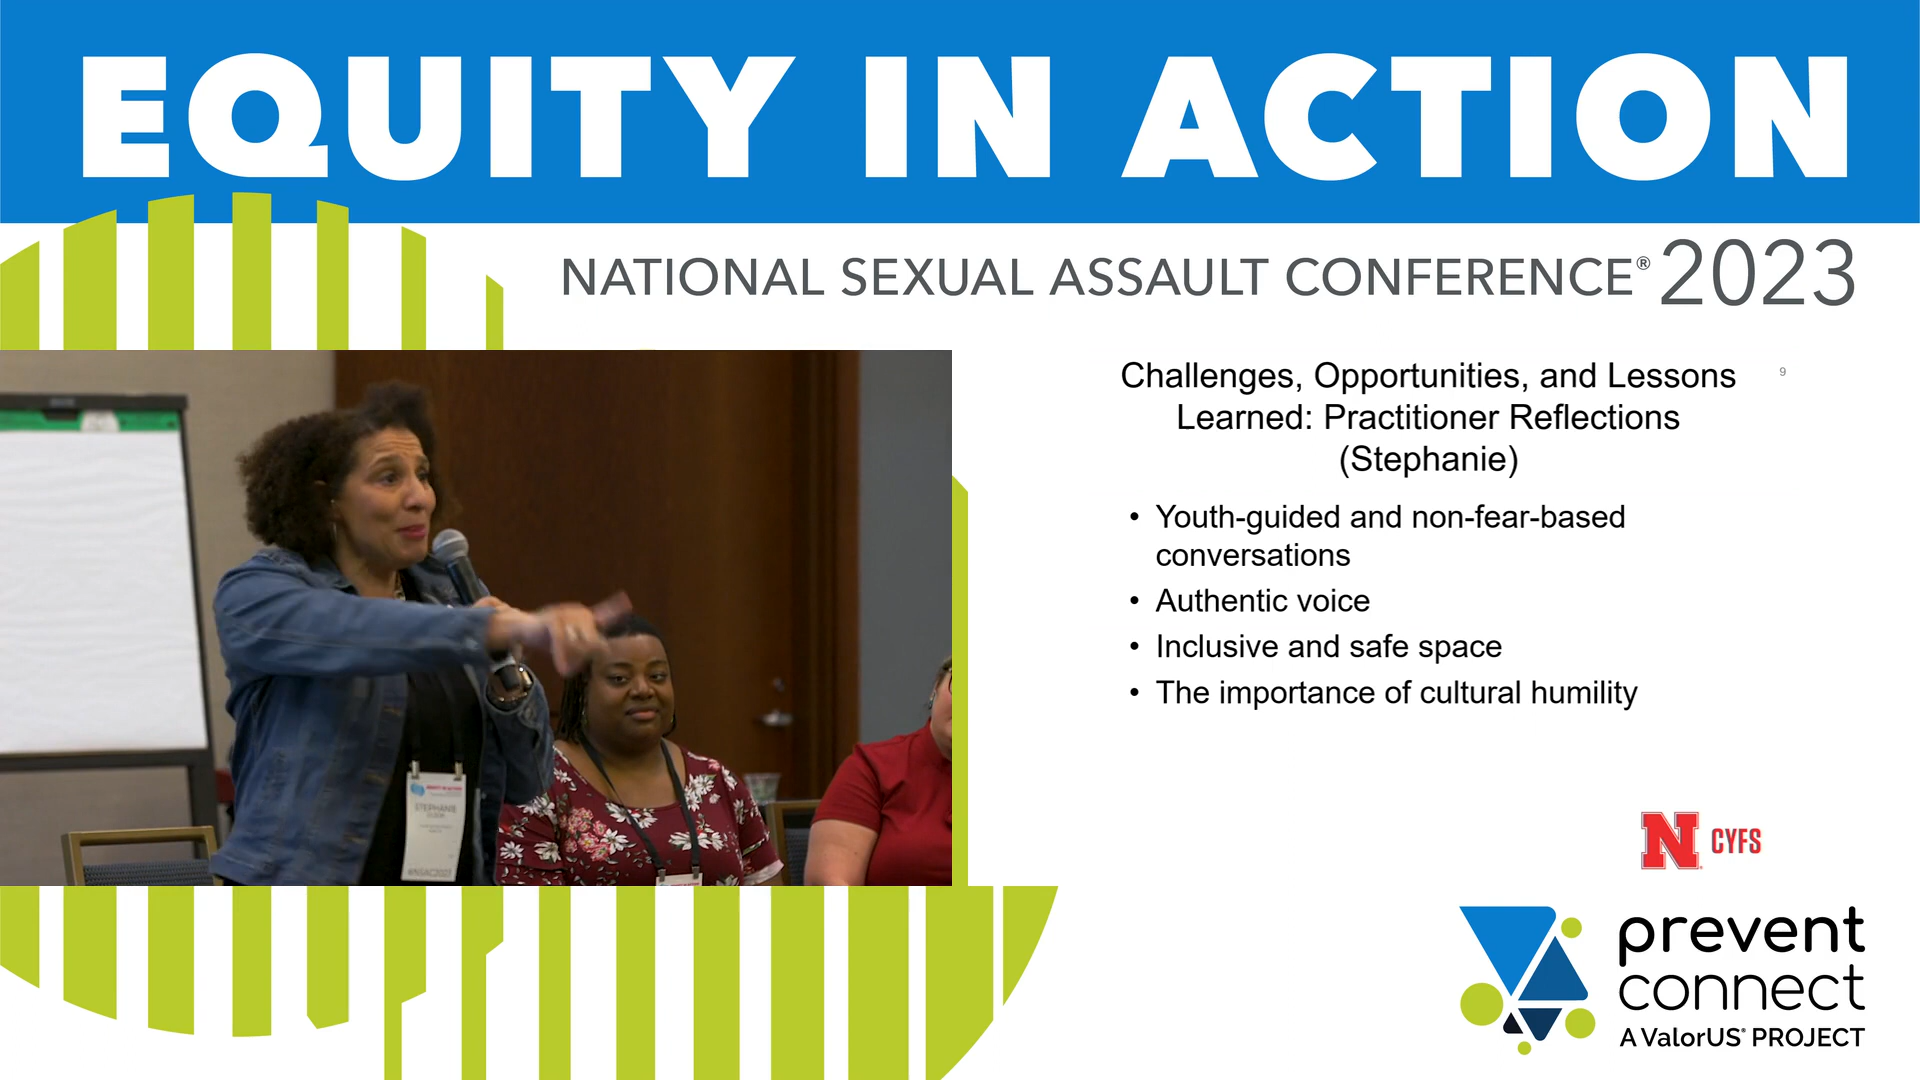 EQUITY IN ACTION
NATIONAL SEXUAL ASSAULT CONFERENCE® 2023
Challenges, Opportunities, and Lessons
9
Learned: Practitioner Reflections
(Stephanie)
• Youth-guided and non-fear-based
conversations
• Authentic voice
• Inclusive and safe space
• The importance of cultural humility
STEPHANIE
#NSAC2023
N CYFS
prevent
connect
A ValorUS® PROJECT